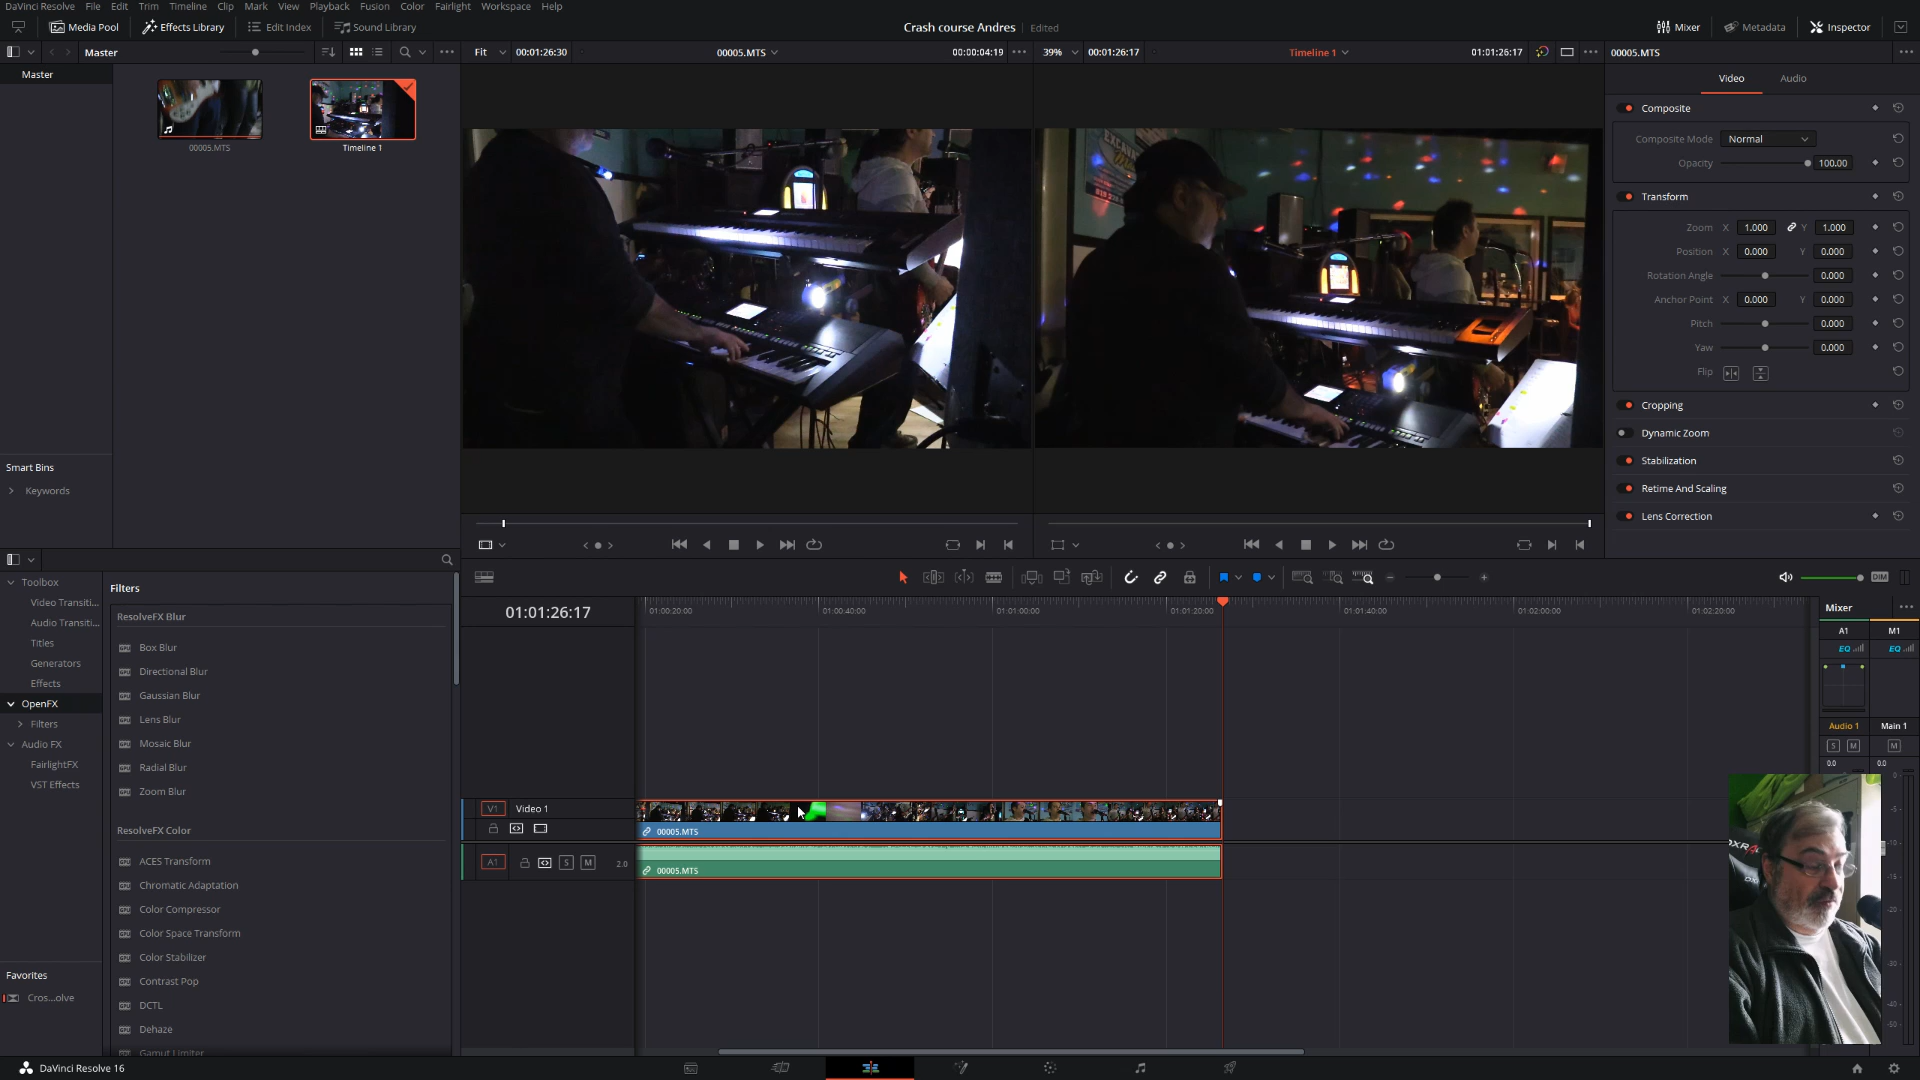 DaVinci Resolve File Edit Trim Timeline Clip Mark View Playback Fusion Color Fairlight Workspace Help
Media Pool Effects Library Edit Index Sound Library Crash course Andres Edited Mixer Metadata Inspector
Master Fit 00:01:26:30 00005.MTS 00:00:04:19 39% 00:01:26:17 Timeline 1 01:01:26:17 00005.MTS
Master
00005.MTS
Timeline 1
Smart Bins
Keywords
Video Audio
Composite
Composite Mode Normal
Opacity 100.00
Transform
Zoom X 1.000 Y 1.000
Position X 0.000 Y 0.000
Rotation Angle 0.000
Anchor Point X 0.000 Y 0.000
Pitch 0.000
Yaw 0.000
Flip
Cropping
Dynamic Zoom
Stabilization
Retime And Scaling
Lens Correction
Toolbox
Video Transiti...
Audio Transiti...
Titles
Generators
Effects
OpenFX
Filters
Audio FX
FairlightFX
VST Effects
Favorites
Cros...olve
Filters
ResolveFX Blur
Box Blur
Directional Blur
Gaussian Blur
Lens Blur
Mosaic Blur
Radial Blur
Zoom Blur
ResolveFX Color
ACES Transform
Chromatic Adaptation
Color Compressor
Color Space Transform
Color Stabilizer
Contrast Pop
DCTL
Dehaze
Gamut Limiter
DIM
01:01:26:17 01:00:20:00 01:00:40:00 01:01:00:00 01:01:20:00 01:01:40:00 01:02:00:00 01:02:20:00
V1 Video 1
00005.MTS
A1 S M 2.0
00005.MTS
Mixer
A1 M1
EQ EQ
Audio 1 Main 1
S M M
0.0 0.0
DaVinci Resolve 16